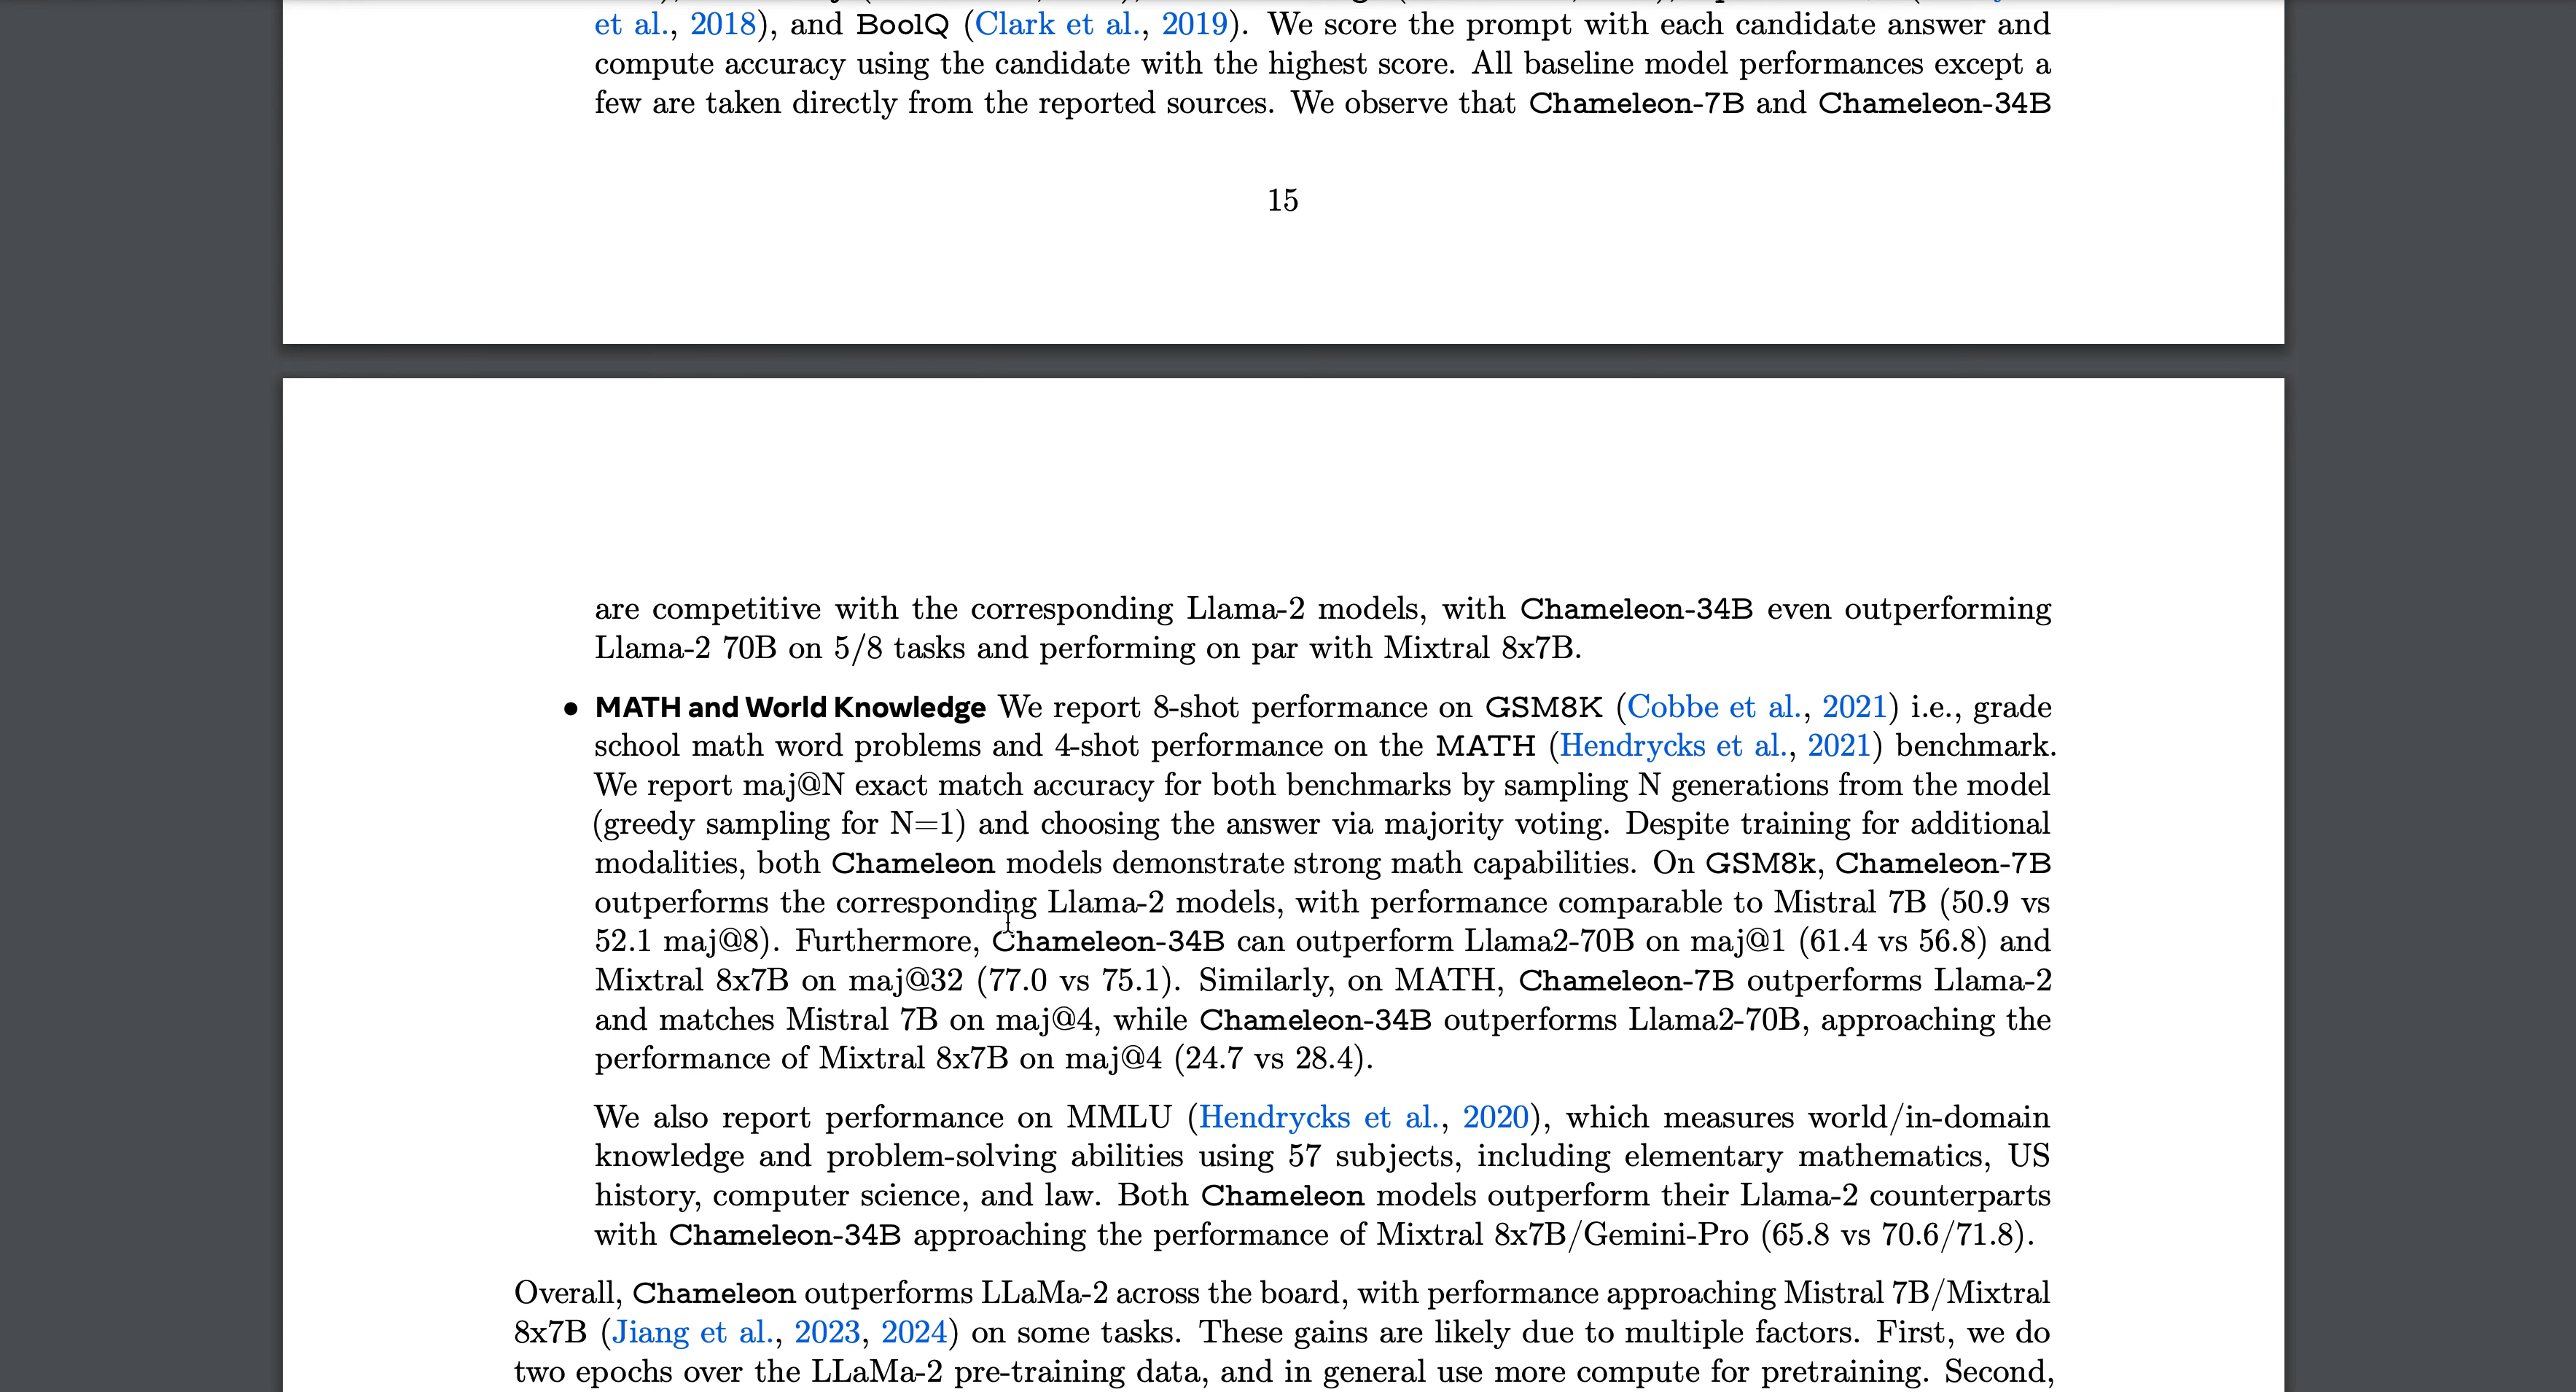 et al., 2018), and BoolQ (Clark et al., 2019). We score the prompt with each candidate answer and
compute accuracy using the candidate with the highest score. All baseline model performances except a
few are taken directly from the reported sources. We observe that Chameleon-7B and Chameleon-34B
15
are competitive with the corresponding Llama-2 models, with Chameleon-34B even outperforming
Llama-2 70B on 5/8 tasks and performing on par with Mixtral 8x7B.
• MATH and World Knowledge We report 8-shot performance on GSM8K (Cobbe et al., 2021) i.e., grade
school math word problems and 4-shot performance on the MATH (Hendrycks et al., 2021) benchmark.
We report maj@N exact match accuracy for both benchmarks by sampling N generations from the model
(greedy sampling for N=1) and choosing the answer via majority voting. Despite training for additional
modalities, both Chameleon models demonstrate strong math capabilities. On GSM8k, Chameleon-7B
outperforms the corresponding Llama-2 models, with performance comparable to Mistral 7B (50.9 vs
52.1 maj@8). Furthermore, Chameleon-34B can outperform Llama2-70B on maj@1 (61.4 vs 56.8) and
Mixtral 8x7B on maj@32 (77.0 vs 75.1). Similarly, on MATH, Chameleon-7B outperforms Llama-2
and matches Mistral 7B on maj@4, while Chameleon-34B outperforms Llama2-70B, approaching the
performance of Mixtral 8x7B on maj@4 (24.7 vs 28.4).
We also report performance on MMLU (Hendrycks et al., 2020), which measures world/in-domain
knowledge and problem-solving abilities using 57 subjects, including elementary mathematics, US
history, computer science, and law. Both Chameleon models outperform their Llama-2 counterparts
with Chameleon-34B approaching the performance of Mixtral 8x7B/Gemini-Pro (65.8 vs 70.6/71.8).
Overall, Chameleon outperforms LLaMa-2 across the board, with performance approaching Mistral 7B/Mixtral
8x7B (Jiang et al., 2023, 2024) on some tasks. These gains are likely due to multiple factors. First, we do
two epochs over the LLaMa-2 pre-training data, and in general use more compute for pretraining. Second,